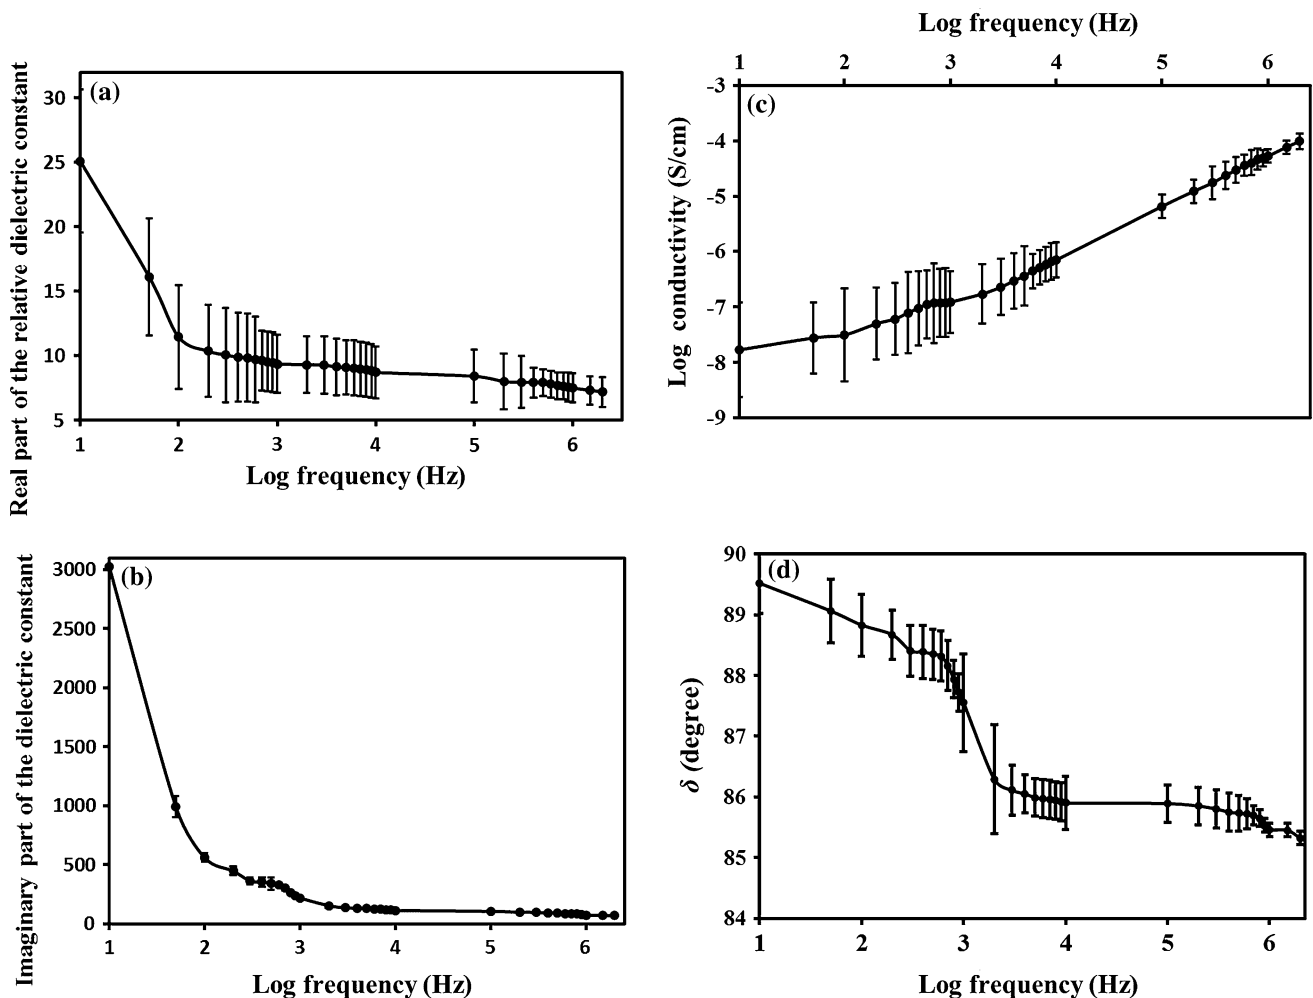 (a)
Real part of the relative dielectric constant
30
25
20
15
10
5
1 2 3 4 5 6
Log frequency (Hz)
Log frequency (Hz)
1 2 3 4 5 6
(c)
Log conductivity (S/cm)
-3
-4
-5
-6
-7
-8
-9
(b)
Imaginary part of the dielectric constant
3000
2500
2000
1500
1000
500
0
1 2 3 4 5 6
Log frequency (Hz)
(d)
δ (degree)
90
89
88
87
86
85
84
1 2 3 4 5 6
Log frequency (Hz)